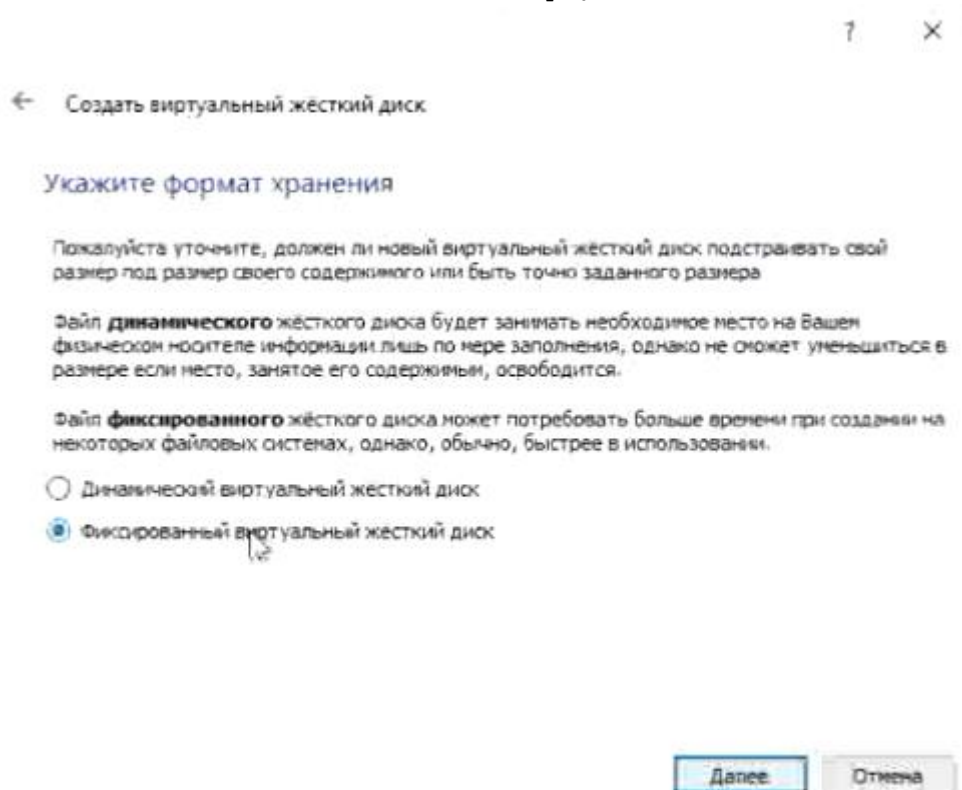 ?
Создать виртуальный жёсткий диск
Укажите формат хранения
Пожалуйста уточните, должен ли новый виртуальный жёсткий диск подстраивать свой
размер под размер своего содержимого или быть точно заданного размера
Файл динамического жёсткого диска будет занимать необходимое место на Вашем
физическом носителе информации лишь по мере заполнения, однако не сможет уменьшиться в
размере если место, занятое его содержимым, освободится.
Файл фиксированного жёсткого диска может потребовать больше времени при создании на
некоторых файловых системах, однако, обычно, быстрее в использовании.
Динамический виртуальный жесткий диск
Фиксированный виртуальный жесткий диск
Далее
Отмена